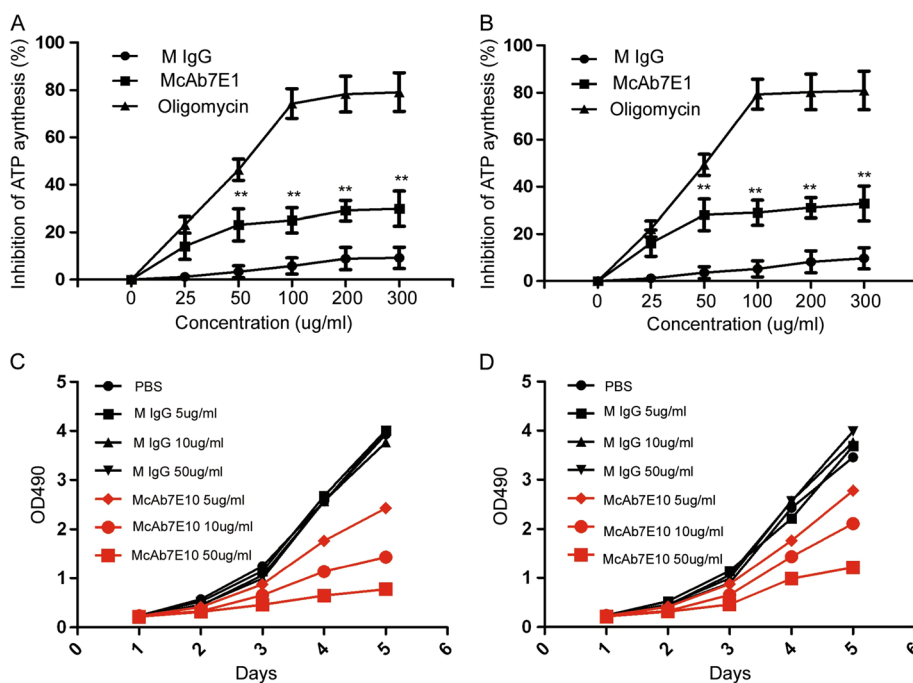 A
Inhibition of ATP aynthesis (%)
100
80
60
40
20
0
M IgG
McAb7E1
Oligomycin
**
**
**
**
0
25
50
100
200
300
Concentration (ug/ml)
B
Inhibition of ATP aynthesis (%)
100
80
60
40
20
0
M IgG
McAb7E1
Oligomycin
**
**
**
**
0
25
50
100
200
300
Concentration (ug/ml)
C
OD490
5
4
3
2
1
0
PBS
M IgG 5ug/ml
M IgG 10ug/ml
M IgG 50ug/ml
McAb7E10 5ug/ml
McAb7E10 10ug/ml
McAb7E10 50ug/ml
0
1
2
3
4
5
6
Days
D
OD490
5
4
3
2
1
0
PBS
M IgG 5ug/ml
M IgG 10ug/ml
M IgG 50ug/ml
McAb7E10 5ug/ml
McAb7E10 10ug/ml
McAb7E10 50ug/ml
0
1
2
3
4
5
6
Days